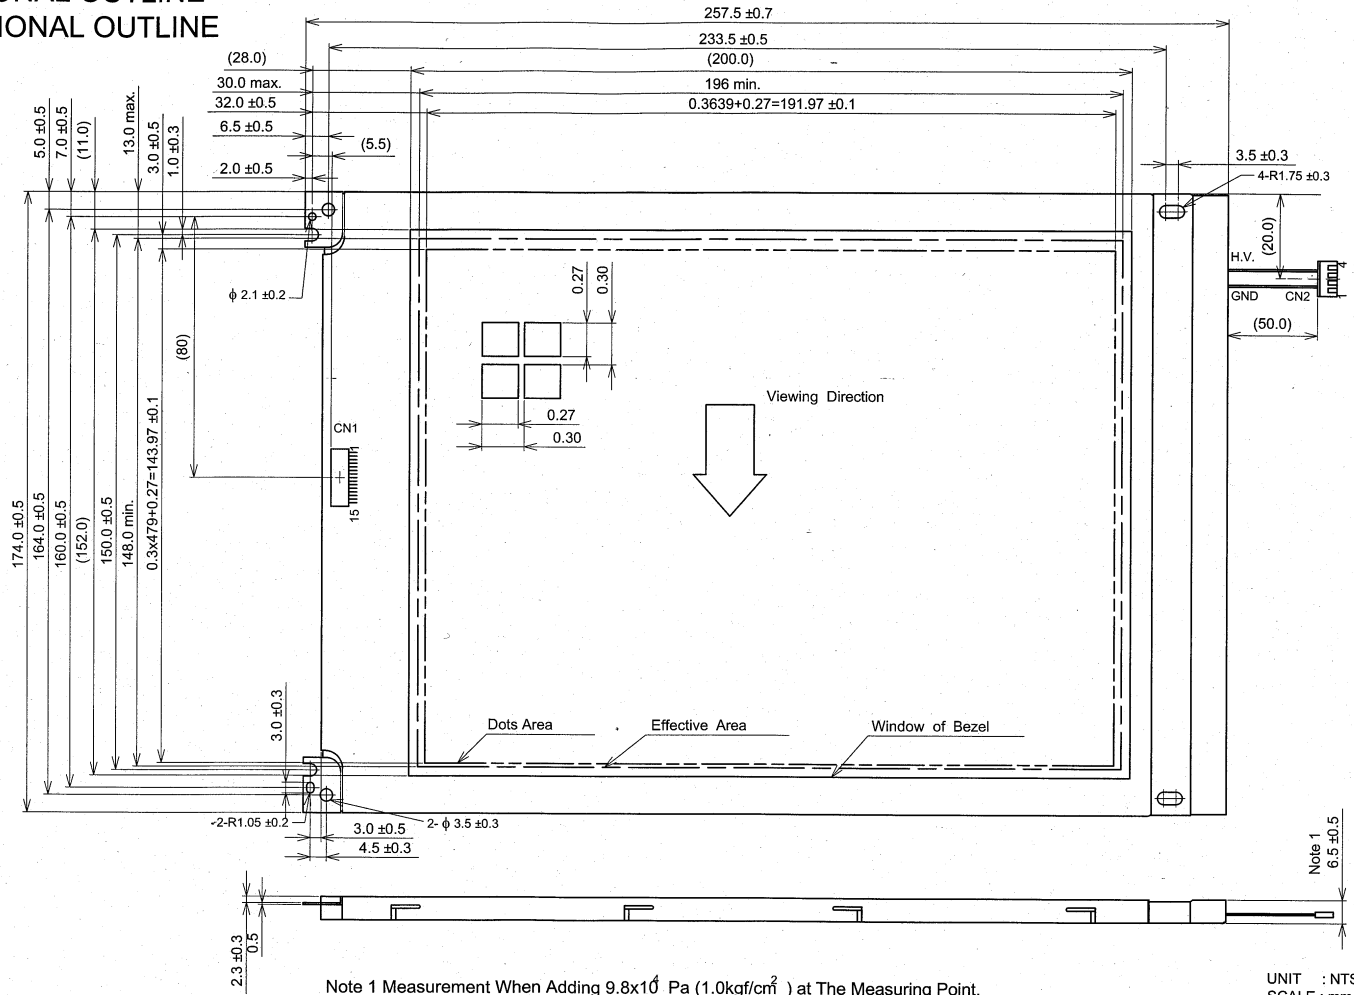 IONAL OUTLINE
257.5 ±0.7
233.5 ±0.5
(28.0)
(200.0)
30.0 max.
196 min.
32.0 ±0.5
0.3639+0.27=191.97 ±0.1
6.5 ±0.5
(5.5)
2.0 ±0.5
5.0 ±0.5
7.0 ±0.5
(11.0)
13.0 max.
3.0 ±0.5
1.0 ±0.3
3.5 ±0.3
4-R1.75 ±0.3
(20.0)
H.V.
GND
CN2
4
1
(50.0)
ϕ 2.1 ±0.2
0.27
0.30
(80)
Viewing Direction
0.27
0.30
CN1
1
15
174.0 ±0.5
164.0 ±0.5
160.0 ±0.5
(152.0)
150.0 ±0.5
148.0 min.
0.3x479+0.27=143.97 ±0.1
3.0 ±0.3
Dots Area
Effective Area
Window of Bezel
2-R1.05 ±0.2
2- ϕ 3.5 ±0.3
3.0 ±0.5
4.5 ±0.3
Note 1
6.5 ±0.5
2.3 ±0.3
0.5
Note 1 Measurement When Adding 9.8x10⁴ Pa (1.0kgf/cm² ) at The Measuring Point.
UNIT : NTS